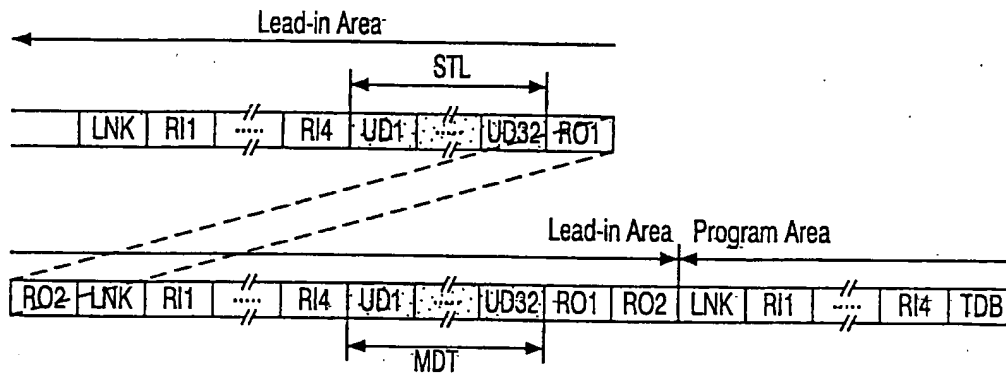 Lead-in Area
STL
LNK RI1 ..... RI4 UD1 ..... UD32 RO1
Lead-in Area Program Area
RO2 LNK RI1 ..... RI4 UD1 ..... UD32 RO1 RO2 LNK RI1 ..... RI4 TDB
MDT